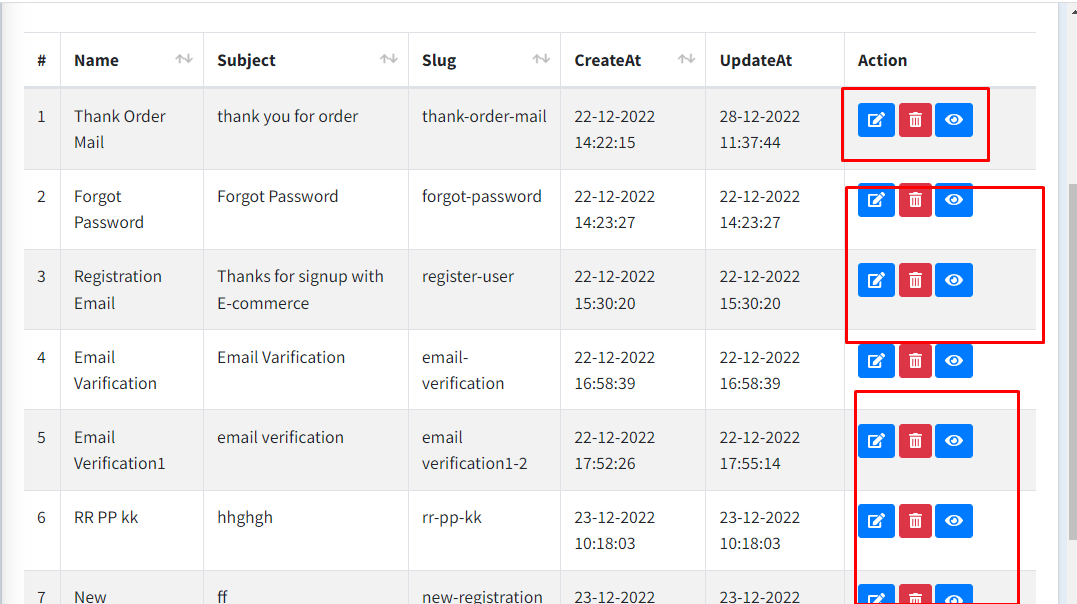 # Name Subject Slug CreateAt UpdateAt Action
1 Thank Order thank you for order thank-order-mail 22-12-2022 28-12-2022
Mail 14:22:15 11:37:44
2 Forgot Forgot Password forgot-password 22-12-2022 22-12-2022
Password 14:23:27 14:23:27
3 Registration Thanks for signup with register-user 22-12-2022 22-12-2022
Email E-commerce 15:30:20 15:30:20
4 Email Email Varification email- 22-12-2022 22-12-2022
Varification verification 16:58:39 16:58:39
5 Email email verification email 22-12-2022 22-12-2022
Verification1 verification1-2 17:52:26 17:55:14
6 RR PP kk hhghgh rr-pp-kk 23-12-2022 23-12-2022
10:18:03 10:18:03
7 New ff new-registration 23-12-2022 23-12-2022